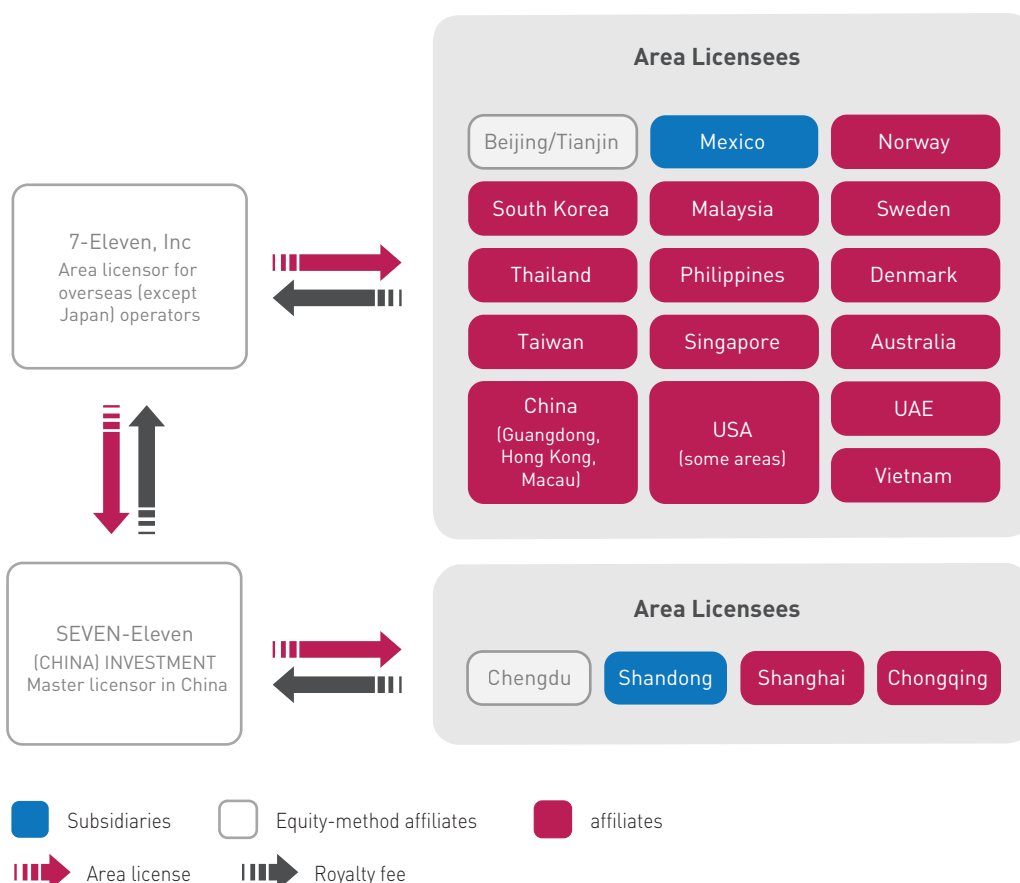 Area Licensees
Beijing/Tianjin
Mexico
Norway
South Korea
Malaysia
Sweden
Thailand
Philippines
Denmark
Taiwan
Singapore
Australia
China
(Guangdong,
Hong Kong,
Macau)
USA
(some areas)
UAE
Vietnam
7-Eleven, Inc
Area licensor for
overseas (except
Japan) operators
SEVEN-Eleven
(CHINA) INVESTMENT
Master licensor in China
Area Licensees
Chengdu
Shandong
Shanghai
Chongqing
Subsidiaries
Equity-method affiliates
affiliates
Area license
Royalty fee